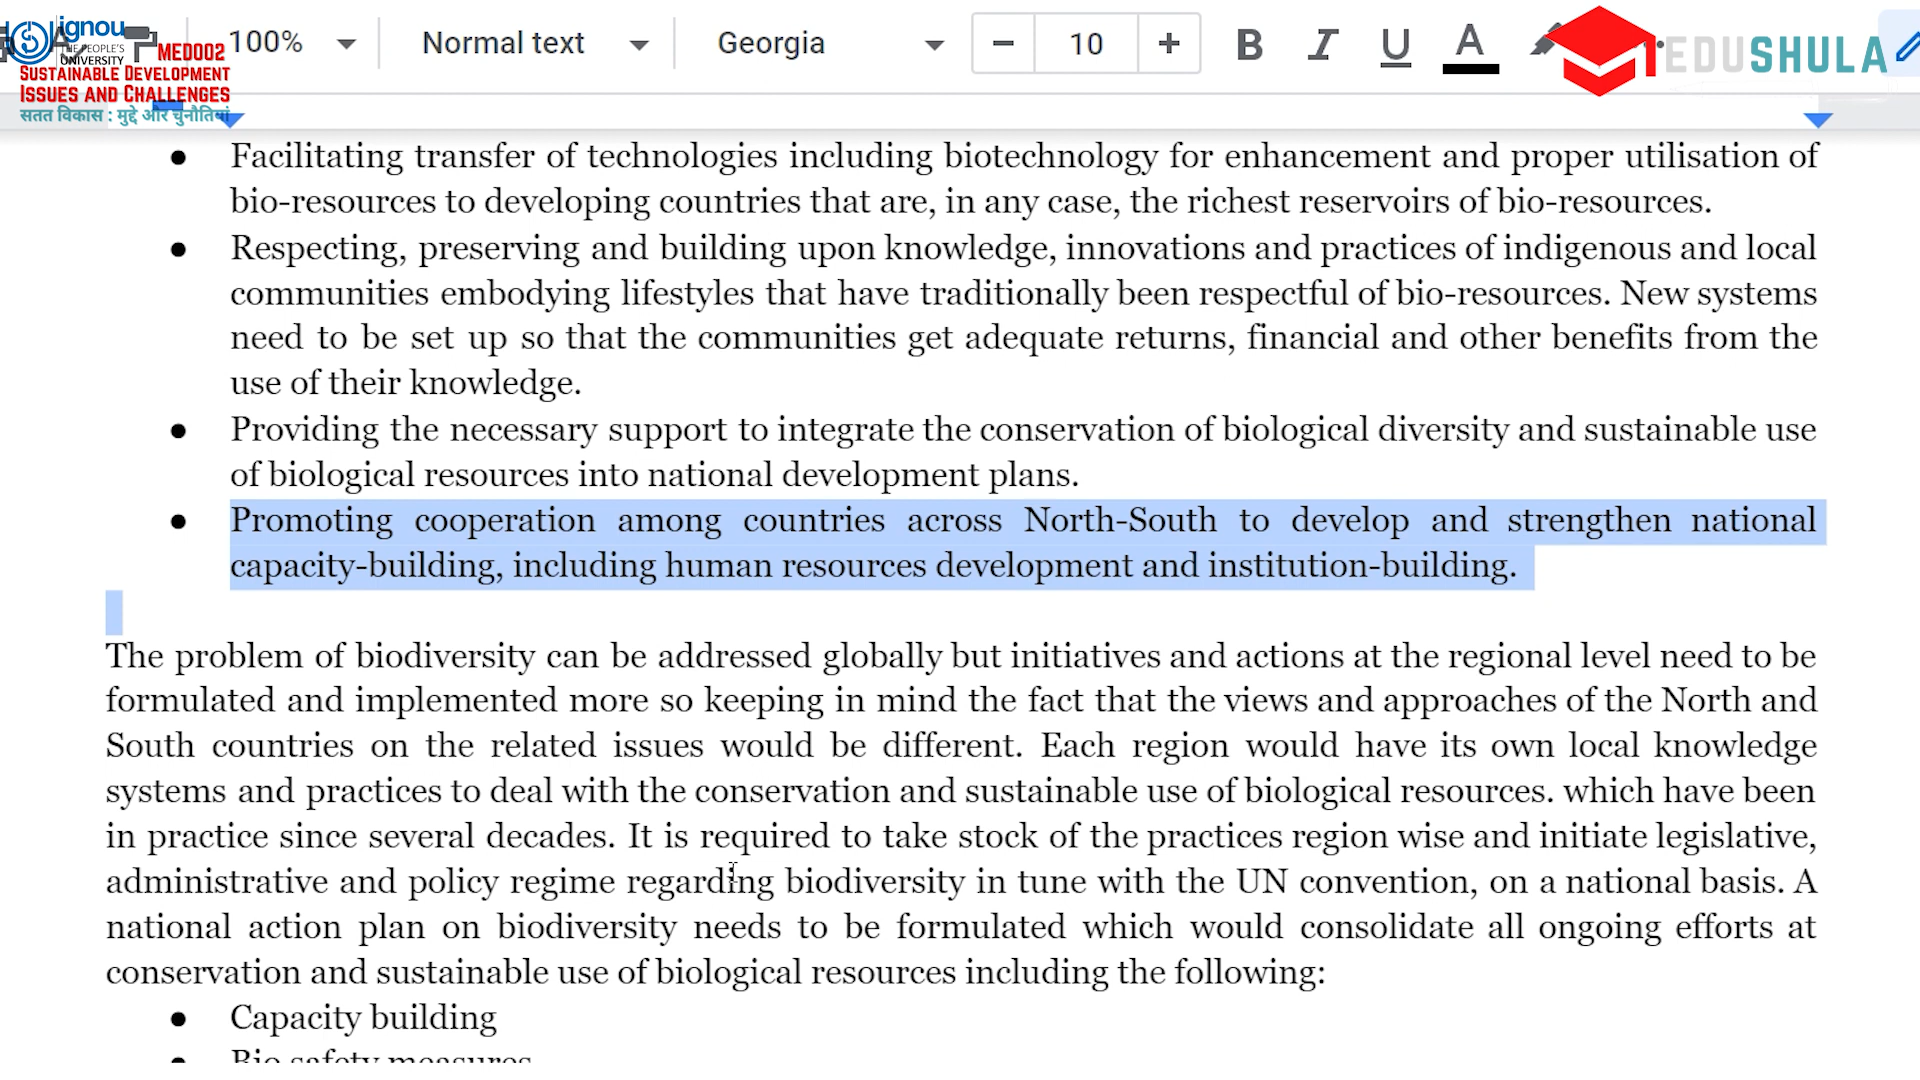 ignou
THE PEOPLE'S
UNIVERSITY
MED002
SUSTAINABLE DEVELOPMENT
ISSUES AND CHALLENGES
सतत विकास : मुद्दे और चुनौतियां
100%
Normal text
Georgia
− 10 +
B I U A
EDUSHULA
● Facilitating transfer of technologies including biotechnology for enhancement and proper utilisation of
bio-resources to developing countries that are, in any case, the richest reservoirs of bio-resources.
● Respecting, preserving and building upon knowledge, innovations and practices of indigenous and local
communities embodying lifestyles that have traditionally been respectful of bio-resources. New systems
need to be set up so that the communities get adequate returns, financial and other benefits from the
use of their knowledge.
● Providing the necessary support to integrate the conservation of biological diversity and sustainable use
of biological resources into national development plans.
● Promoting cooperation among countries across North-South to develop and strengthen national
capacity-building, including human resources development and institution-building.
The problem of biodiversity can be addressed globally but initiatives and actions at the regional level need to be
formulated and implemented more so keeping in mind the fact that the views and approaches of the North and
South countries on the related issues would be different. Each region would have its own local knowledge
systems and practices to deal with the conservation and sustainable use of biological resources. which have been
in practice since several decades. It is required to take stock of the practices region wise and initiate legislative,
administrative and policy regime regarding biodiversity in tune with the UN convention, on a national basis. A
national action plan on biodiversity needs to be formulated which would consolidate all ongoing efforts at
conservation and sustainable use of biological resources including the following:
● Capacity building
● Bio safety measures